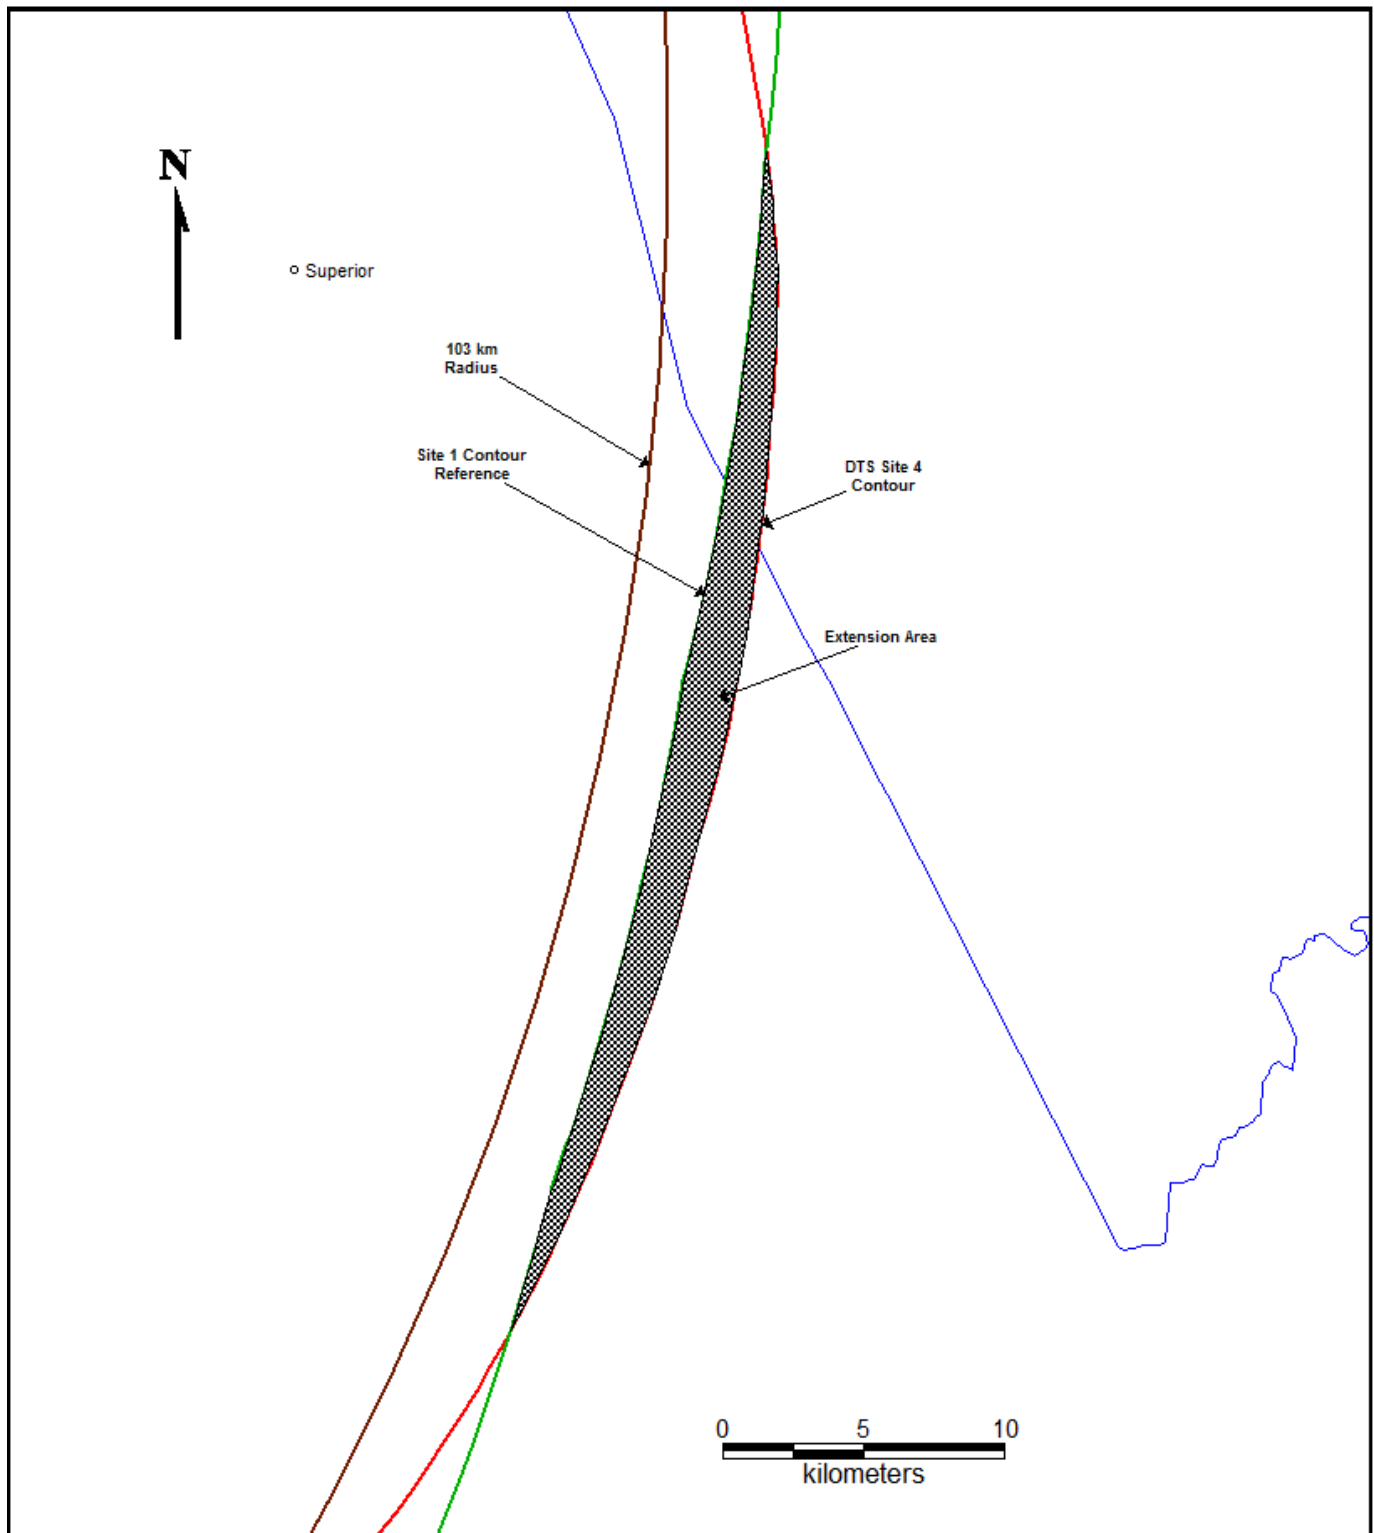 N
Superior
103 km
Radius
Site 1 Contour
Reference
DTS Site 4
Contour
Extension Area
0 5 10
kilometers